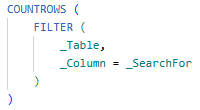 COUNTROWS (
    FILTER (
        _Table,
        _Column = _SearchFor
    )
)